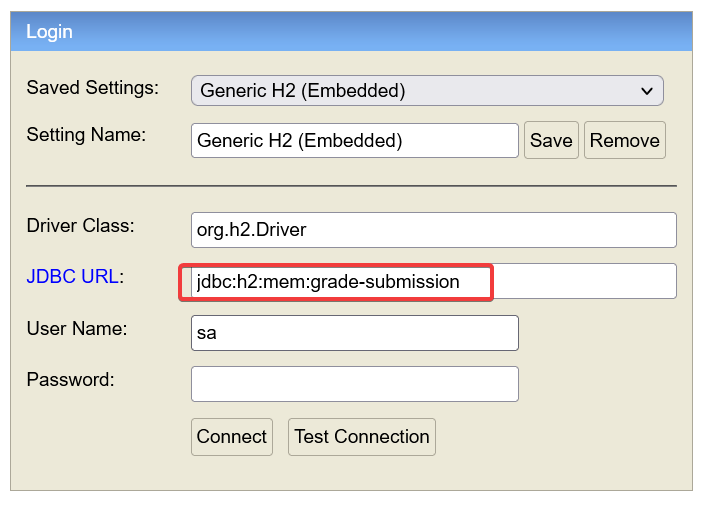 Login
Saved Settings: Generic H2 (Embedded)
Setting Name: Generic H2 (Embedded) Save Remove
Driver Class: org.h2.Driver
JDBC URL: jdbc:h2:mem:grade-submission
User Name: sa
Password:
Connect Test Connection